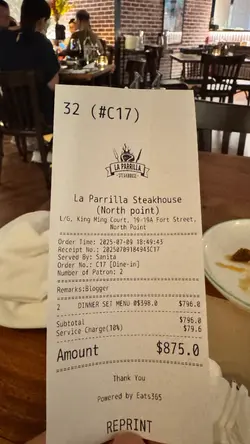 32 (#C17)
LA PARRILLA
STEAKHOUSE
La Parrilla Steakhouse
(North point)
L/G, King Ming Court, 19-19A Fort Street,
North Point
Order Time: 2025-07-09 18:49:43
Receipt No.: 20250709184943C17
Served By: Sanita
Order No.: C17 [Dine-in]
Number of Patron: 2
Remarks:Blogger
2 DINNER SET MENU @$398.0 $796.0
Subtotal $796.0
Service Charge(10%) $79.6
Amount $875.0
Thank You
Powered by Eats365
REPRINT